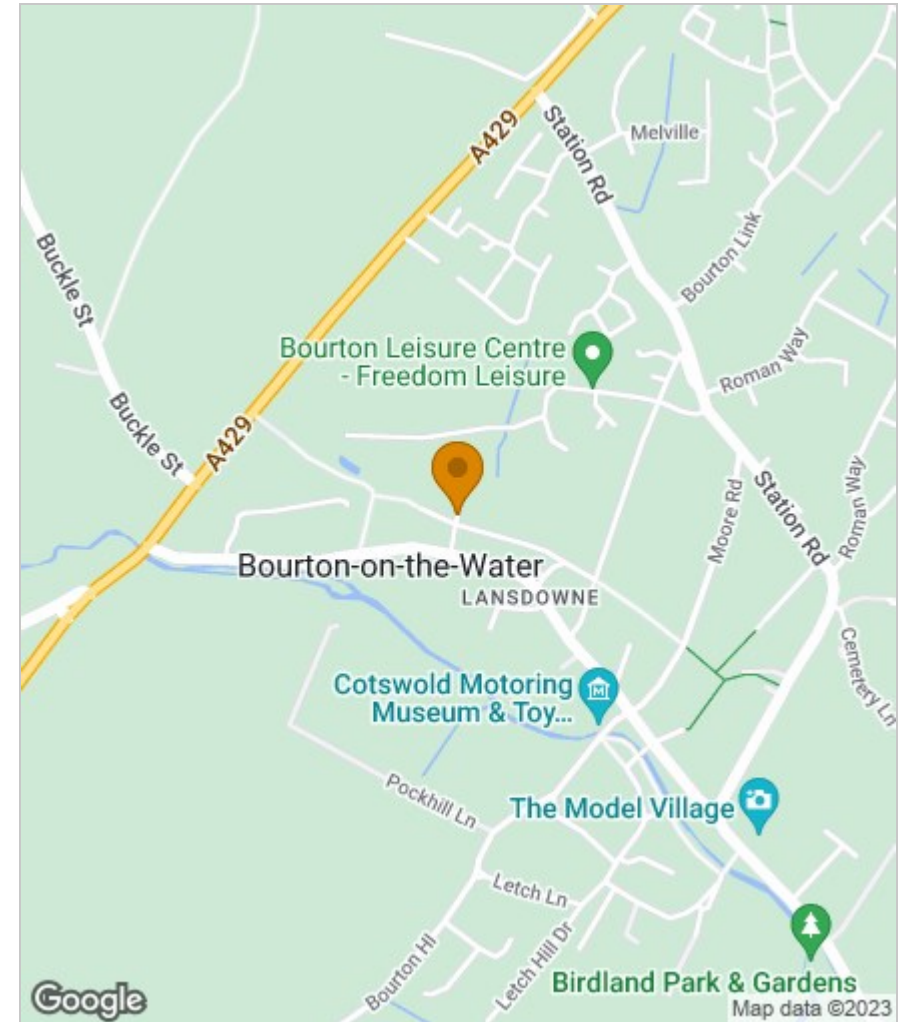 A429
Station Rd
Melville
Buckle St
Bourton Link
Bourton Leisure Centre
- Freedom Leisure
Roman Way
Buckle St
A429
Moore Rd
Station Rd
Roman Way
Bourton-on-the-Water
LANSDOWNE
Cemetery Ln
Cotswold Motoring
Museum & Toy...
Pockhill Ln
The Model Village
Letch Ln
Bourton Hl
Letch Hill Dr
Birdland Park & Gardens
Google
Map data ©2023